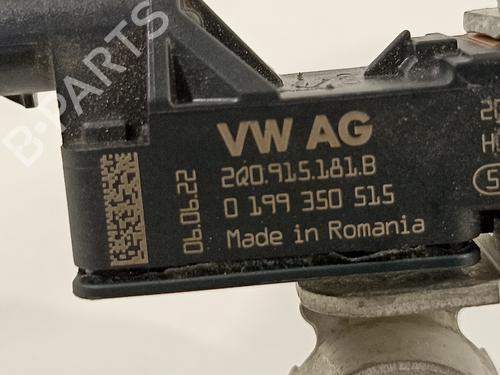 B-PARTS
VW AG
06.06.22
2Q0.915.181.B
0 199 350 515
Made in Romania
H
S